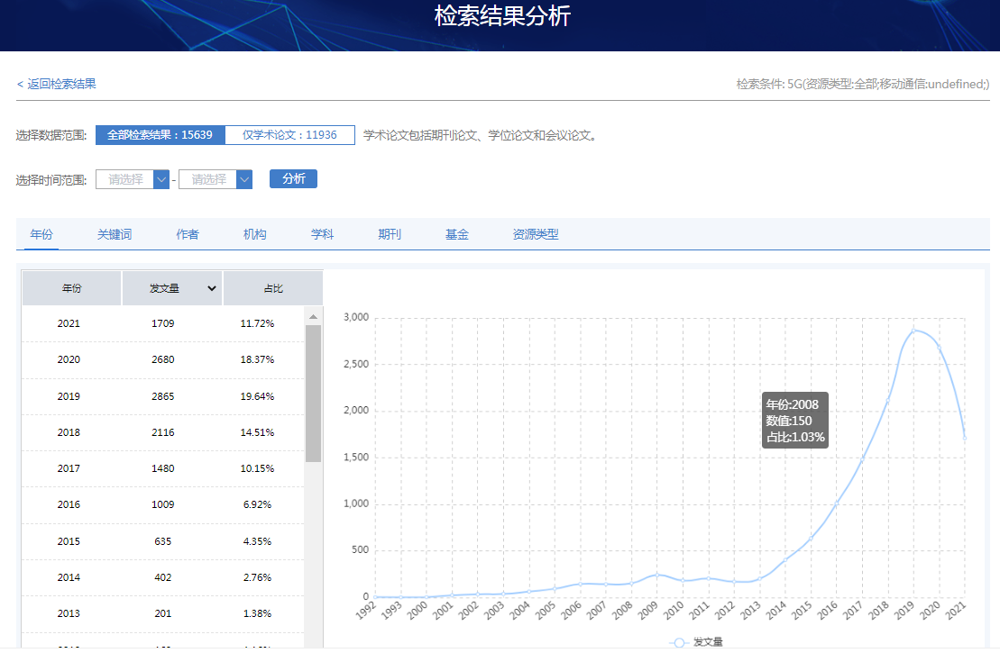 检索结果分析
< 返回检索结果
检索条件: 5G(资源类型:全部;移动通信:undefined;)
选择数据范围: 全部检索结果：15639 仅学术论文：11936 学术论文包括期刊论文、学位论文和会议论文。
选择时间范围: 请选择 - 请选择 分析
年份 关键词 作者 机构 学科 期刊 基金 资源类型
年份 发文量 占比
2021 1709 11.72%
2020 2680 18.37%
2019 2865 19.64%
2018 2116 14.51%
2017 1480 10.15%
2016 1009 6.92%
2015 635 4.35%
2014 402 2.76%
2013 201 1.38%
3,000
2,500
2,000
1,500
1,000
500
0
年份:2008
数值:150
占比:1.03%
1992 1993 2000 2001 2002 2003 2004 2005 2006 2007 2008 2009 2010 2011 2012 2013 2014 2015 2016 2017 2018 2019 2020 2021
发文量